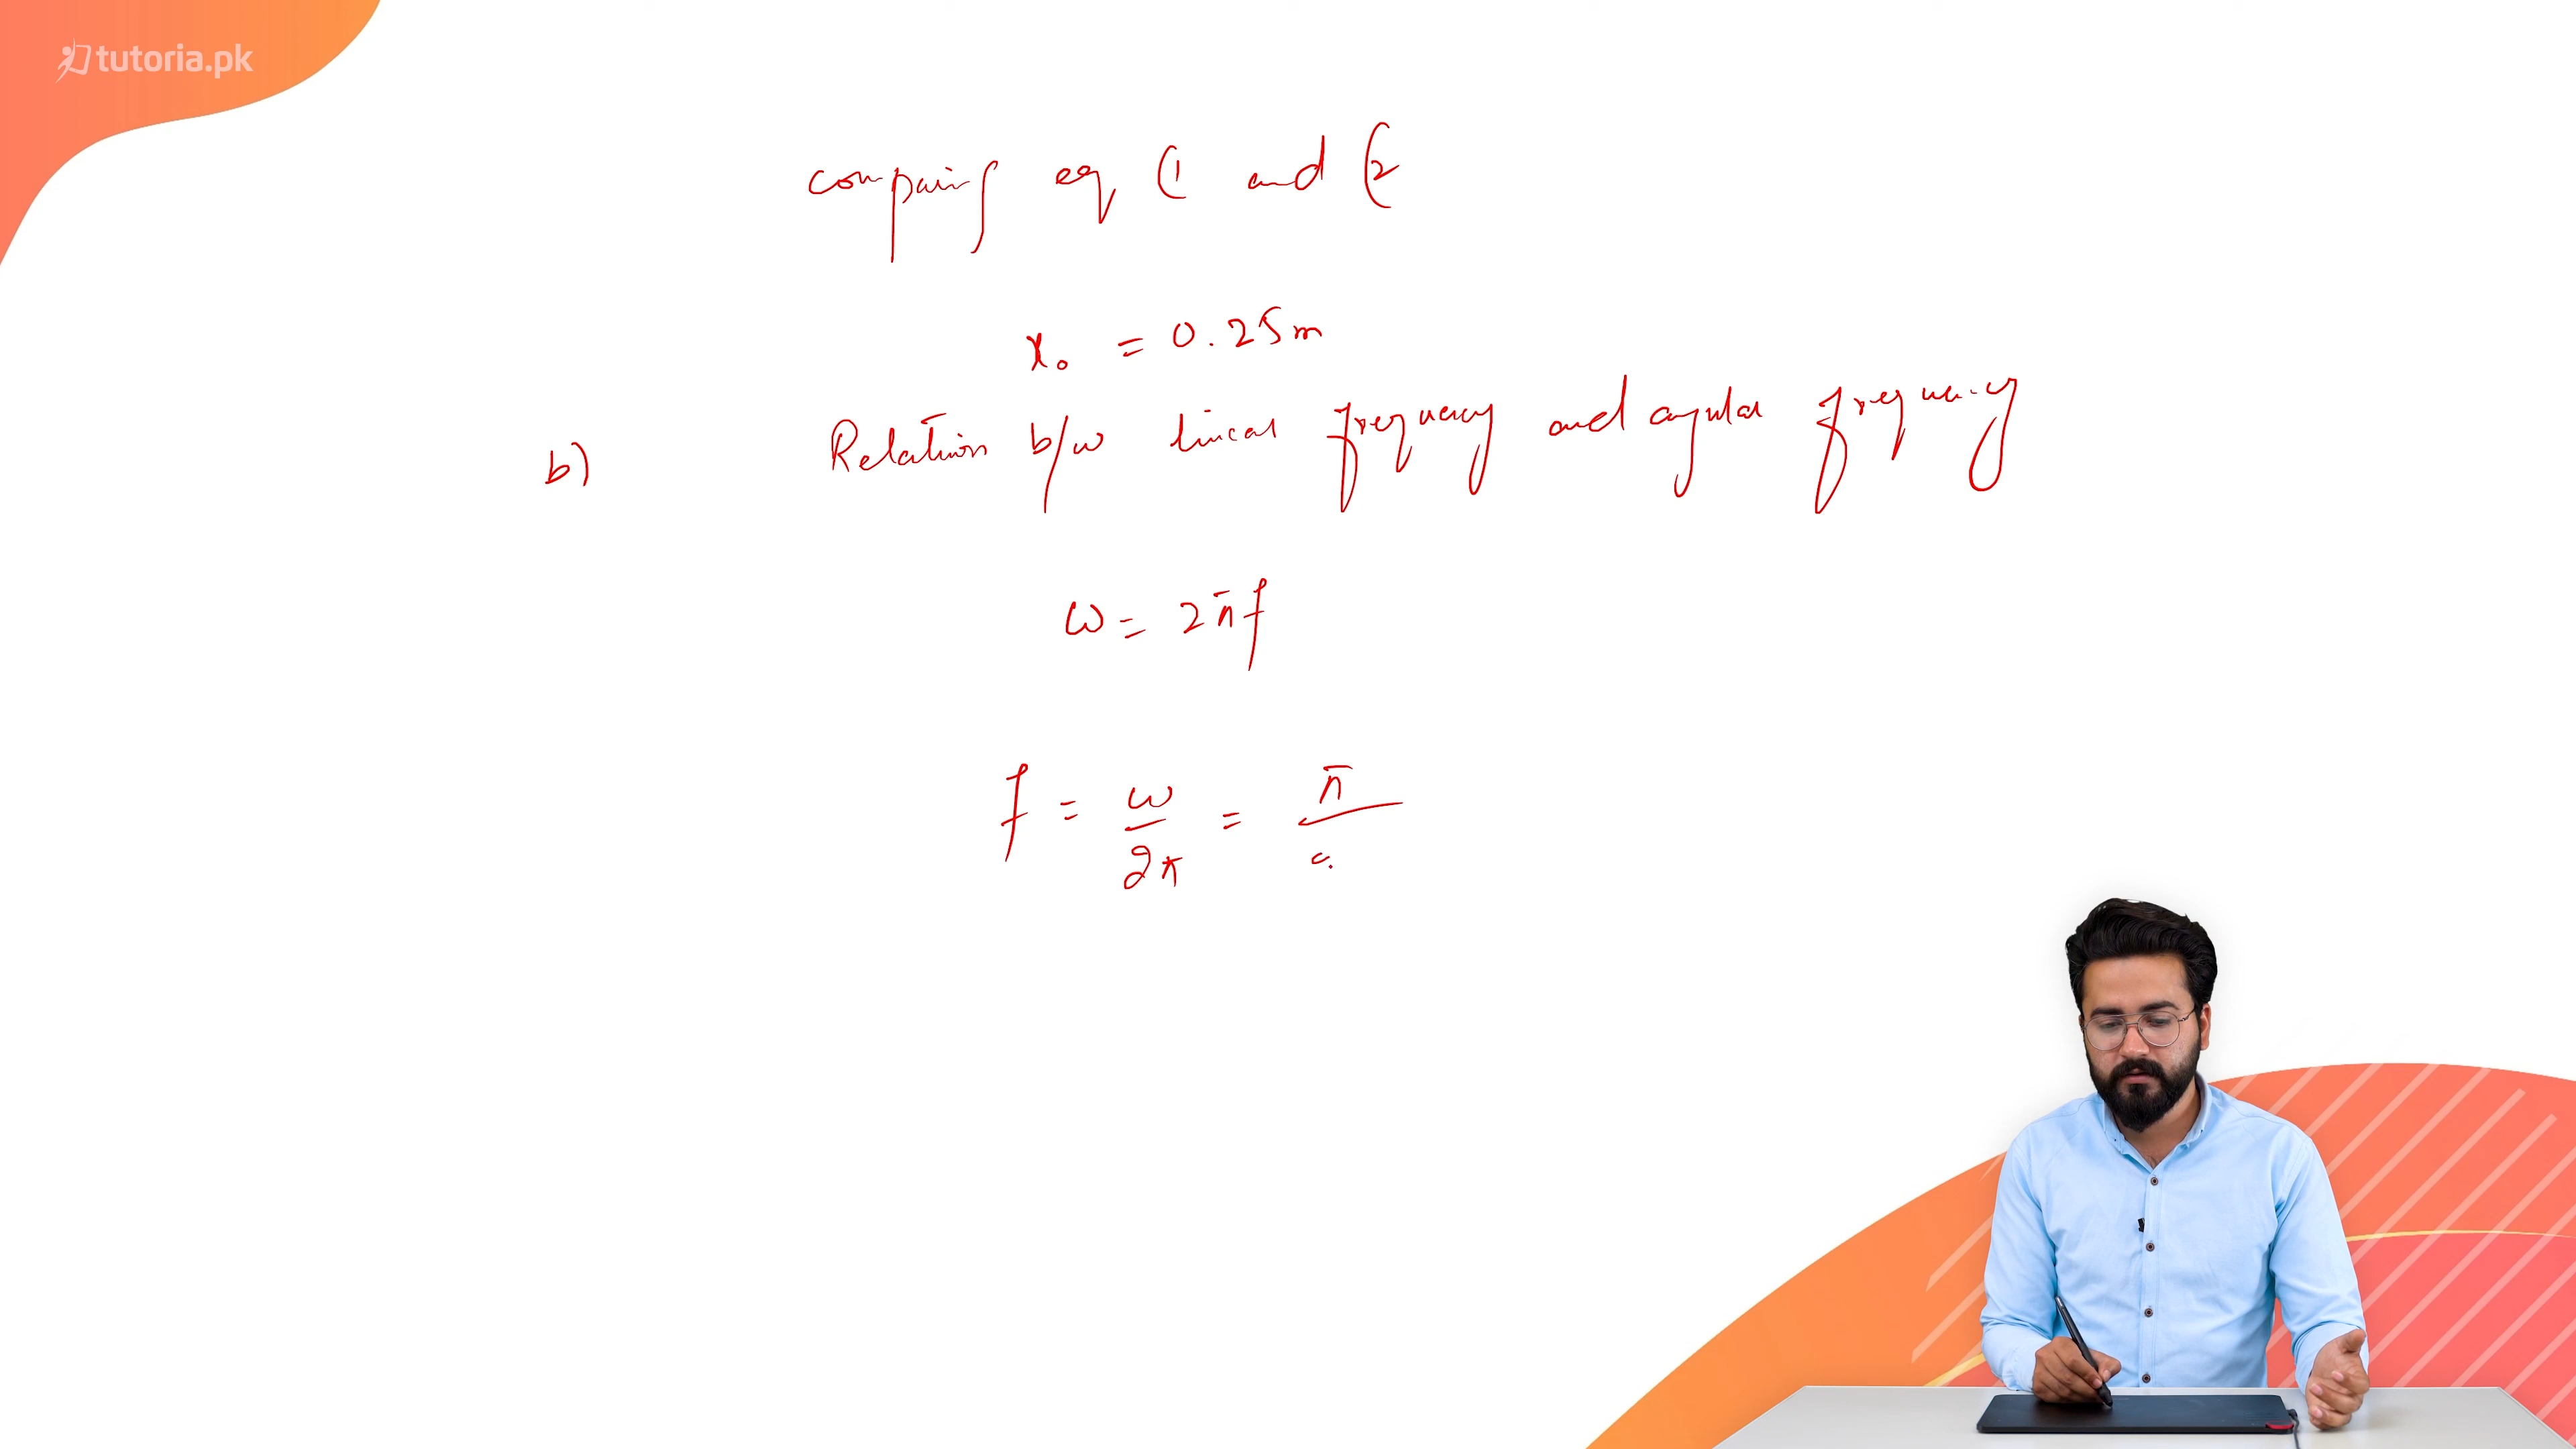 tutoria.pk
comparing eq (1 and (2
x₀ = 0.25m
b) Relation b/w linear frequency and angular frequency
ω = 2πf
f = ω/2π = π/